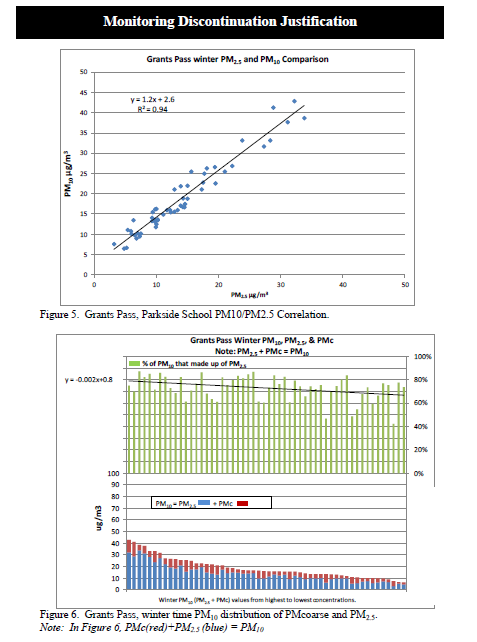 Monitoring Discontinuation Justification
Grants Pass winter PM2.5 and PM10 Comparison
50
45
40
35
30
25
20
15
10
5
0
y = 1.2x + 2.6
R² = 0.94
PM10 µg/m³
0 10 20 30 40 50
PM2.5 µg/m³
Figure 5. Grants Pass, Parkside School PM10/PM2.5 Correlation.
Grants Pass Winter PM10, PM2.5, & PMc
Note: PM2.5 + PMc = PM10
% of PM10 that made up of PM2.5
y = -0.002x+0.8
100%
80%
60%
40%
20%
0%
100
90
80
70
60
50
40
30
20
10
0
ug/m3
PM10 = PM2.5 + PMc
Winter PM10 (PM2.5 + PMc) values from highest to lowest concentrations.
Figure 6. Grants Pass, winter time PM10 distribution of PMcoarse and PM2.5.
Note: In Figure 6, PMc(red)+PM2.5 (blue) = PM10